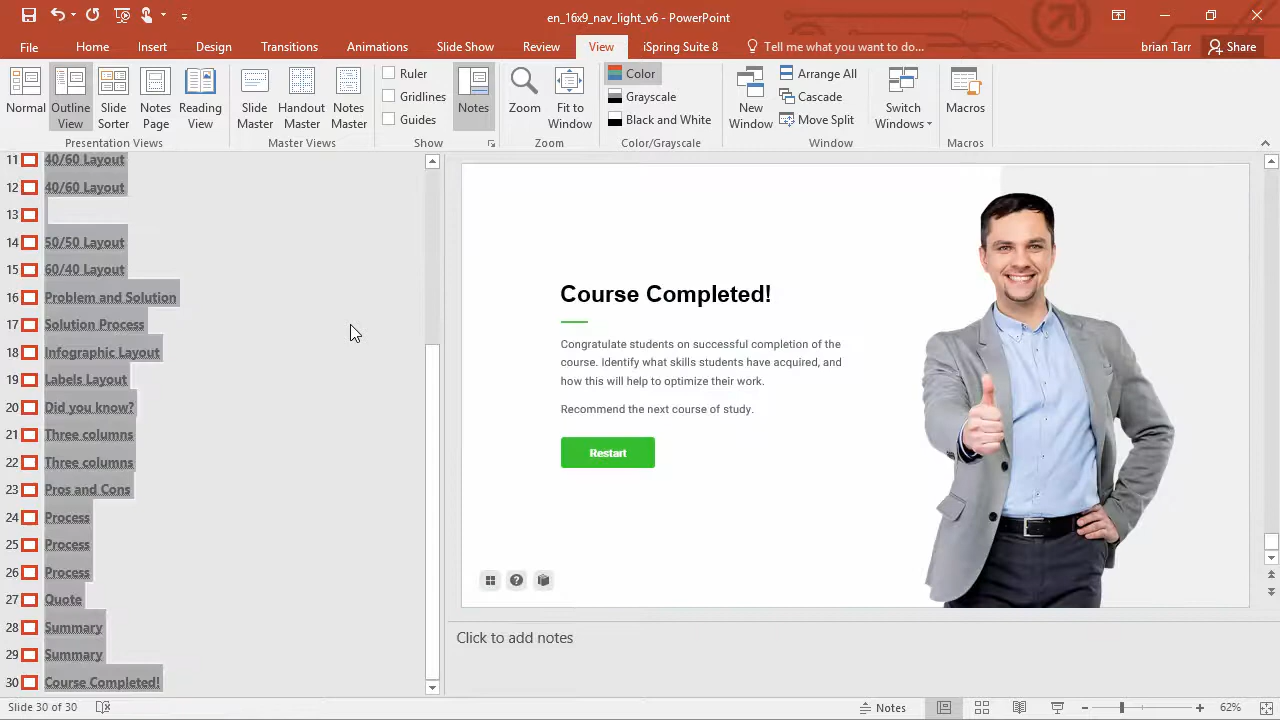 en_16x9_nav_light_v6 - PowerPoint
File Home Insert Design Transitions Animations Slide Show Review View iSpring Suite 8 Tell me what you want to do... brian Tarr Share
Normal Outline View Slide Sorter Notes Page Reading View
Presentation Views
Slide Master Handout Master Notes Master
Master Views
Ruler
Gridlines
Guides
Notes
Show
Zoom Fit to Window
Zoom
Color
Grayscale
Black and White
Color/Grayscale
New Window
Arrange All
Cascade
Move Split
Switch Windows
Window
Macros
Macros
11 40/60 Layout
12 40/60 Layout
13
14 50/50 Layout
15 60/40 Layout
16 Problem and Solution
17 Solution Process
18 Infographic Layout
19 Labels Layout
20 Did you know?
21 Three columns
22 Three columns
23 Pros and Cons
24 Process
25 Process
26 Process
27 Quote
28 Summary
29 Summary
30 Course Completed!
Course Completed!
Congratulate students on successful completion of the
course. Identify what skills students have acquired, and
how this will help to optimize their work.
Recommend the next course of study.
Restart
?
Click to add notes
Slide 30 of 30 Notes 62%